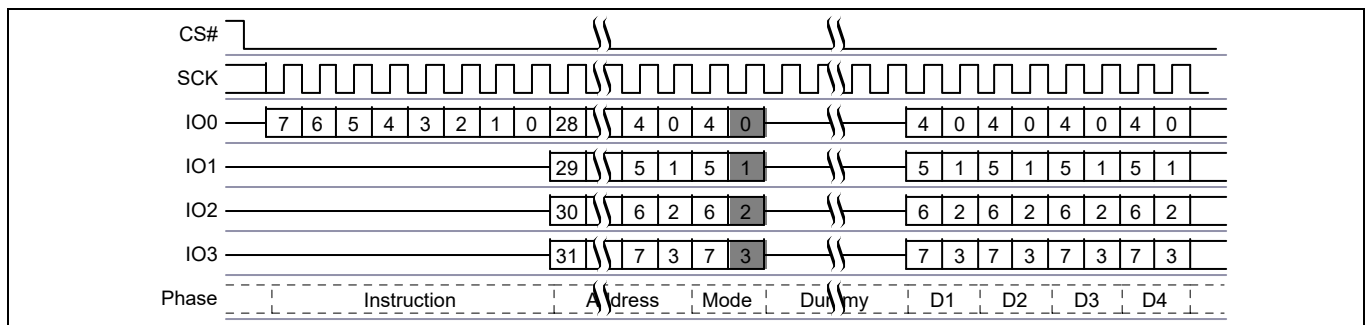 CS#
SCK
IO0 7 6 5 4 3 2 1 0 28 4 0 4 0 4 0 4 0 4 0 4 0
IO1 29 5 1 5 1 5 1 5 1 5 1 5 1
IO2 30 6 2 6 2 6 2 6 2 6 2 6 2
IO3 31 7 3 7 3 7 3 7 3 7 3 7 3
Phase Instruction Address Mode Dummy D1 D2 D3 D4